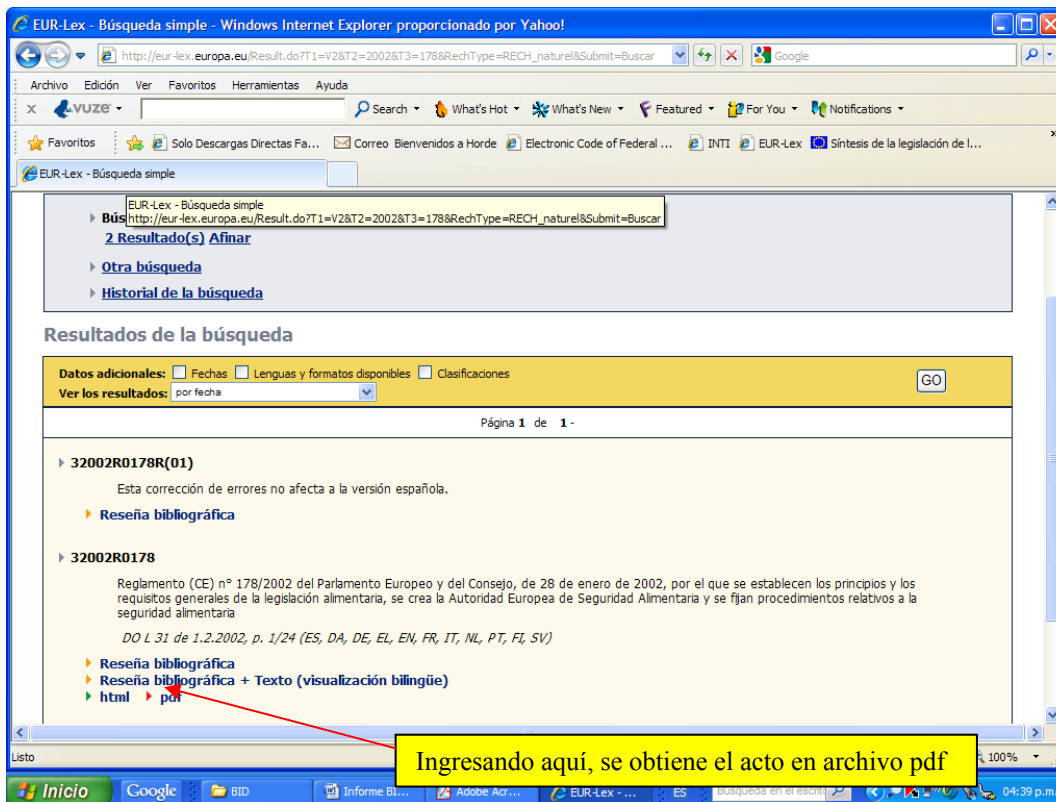 EUR-Lex - Búsqueda simple - Windows Internet Explorer proporcionado por Yahoo!
http://eur-lex.europa.eu/Result.do?T1=V2&T2=2002&T3=178&RechType=RECH_naturel&Submit=Buscar
Google
Archivo Edición Ver Favoritos Herramientas Ayuda
x vuze Search What's Hot What's New Featured For You Notifications
Favoritos Solo Descargas Directas Fa... Correo Bienvenidos a Horde Electronic Code of Federal ... INTI EUR-Lex Síntesis de la legislación de l... »
EUR-Lex - Búsqueda simple
EUR-Lex - Búsqueda simple
Bús http://eur-lex.europa.eu/Result.do?T1=V2&T2=2002&T3=178&RechType=RECH_naturel&Submit=Buscar
2 Resultado(s) Afinar
Otra búsqueda
Historial de la búsqueda
Resultados de la búsqueda
Datos adicionales: Fechas Lenguas y formatos disponibles Clasificaciones
Ver los resultados: por fecha
GO
Página 1 de 1 -
32002R0178R(01)
Esta corrección de errores no afecta a la versión española.
Reseña bibliográfica
32002R0178
Reglamento (CE) nº 178/2002 del Parlamento Europeo y del Consejo, de 28 de enero de 2002, por el que se establecen los principios y los
requisitos generales de la legislación alimentaria, se crea la Autoridad Europea de Seguridad Alimentaria y se fijan procedimientos relativos a la
seguridad alimentaria
DO L 31 de 1.2.2002, p. 1/24 (ES, DA, DE, EL, EN, FR, IT, NL, PT, FI, SV)
Reseña bibliográfica
Reseña bibliográfica + Texto (visualización bilingüe)
html pdf
Ingresando aquí, se obtiene el acto en archivo pdf
Listo
100%
Inicio Google BID Informe BI... Adobe Acr... EUR-Lex - ... ES 04:39 p.m.